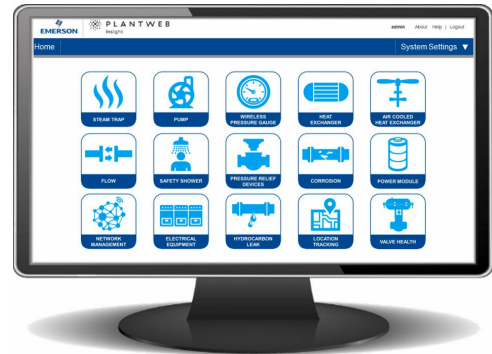 EMERSON
PLANTWEB
Insight
admin About Help | Logout
Home
System Settings ▼
STEAM TRAP
PUMP
WIRELESS
PRESSURE GAUGE
HEAT
EXCHANGER
AIR COOLED
HEAT EXCHANGER
FLOW
SAFETY SHOWER
PRESSURE RELIEF
DEVICES
CORROSION
POWER MODULE
NETWORK
MANAGEMENT
ELECTRICAL
EQUIPMENT
HYDROCARBON
LEAK
LOCATION
TRACKING
VALVE HEALTH